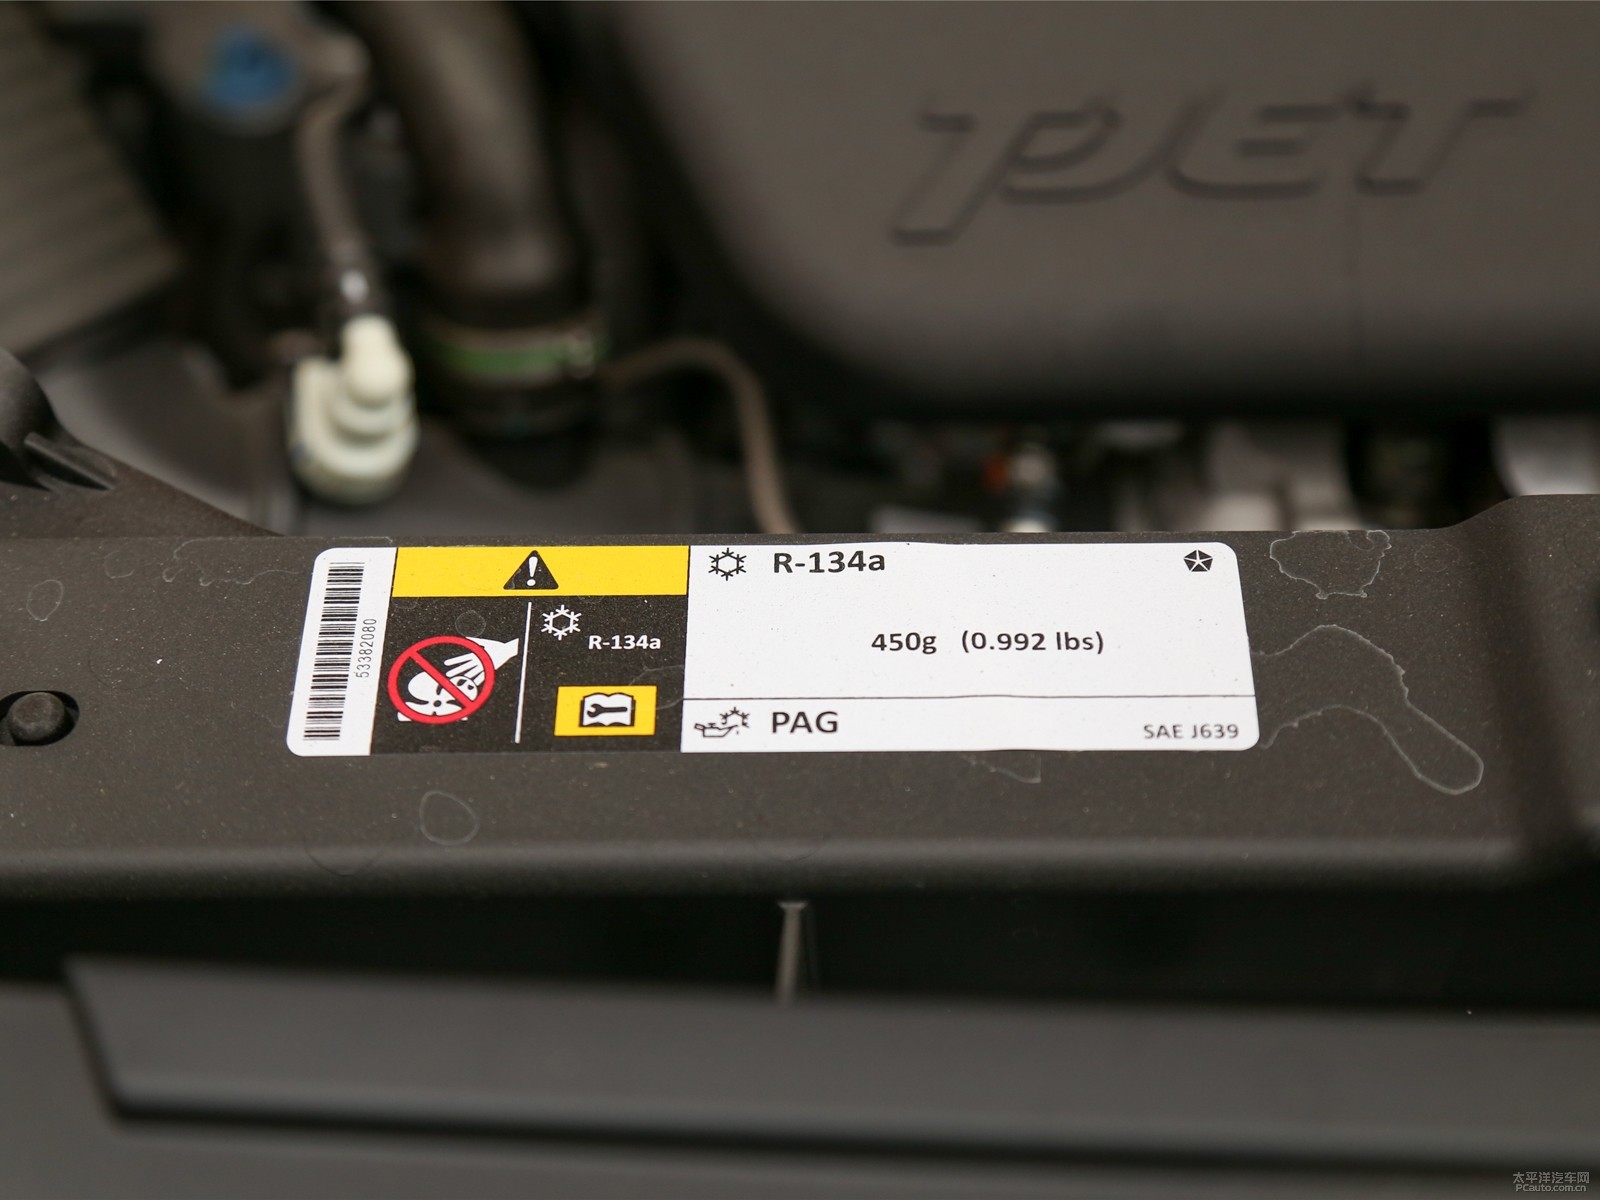 TJET
53382080
R-134a
R-134a
450g (0.992 lbs)
PAG
SAE J639
太平洋汽车网
PCauto.com.cn